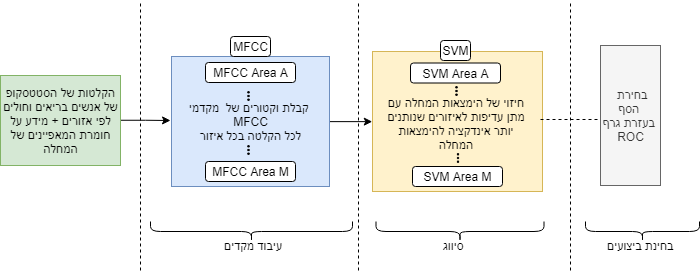 הקלטות של הסטטסקופ
של אנשים בריאים וחולים
לפי אזורים + מידע על
חומרת המאפיינים של
המחלה
MFCC
MFCC Area A
קבלת וקטורים של מקדמי
MFCC
לכל הקלטה בכל איזור
MFCC Area M
SVM
SVM Area A
חיזוי של הימצאות המחלה עם
מתן עדיפות לאיזורים שנותנים
יותר אינדקציה להימצאות
המחלה
SVM Area M
בחירת
הסף
בעזרת גרף
ROC
עיבוד מקדים
סיווג
בחינת ביצועים